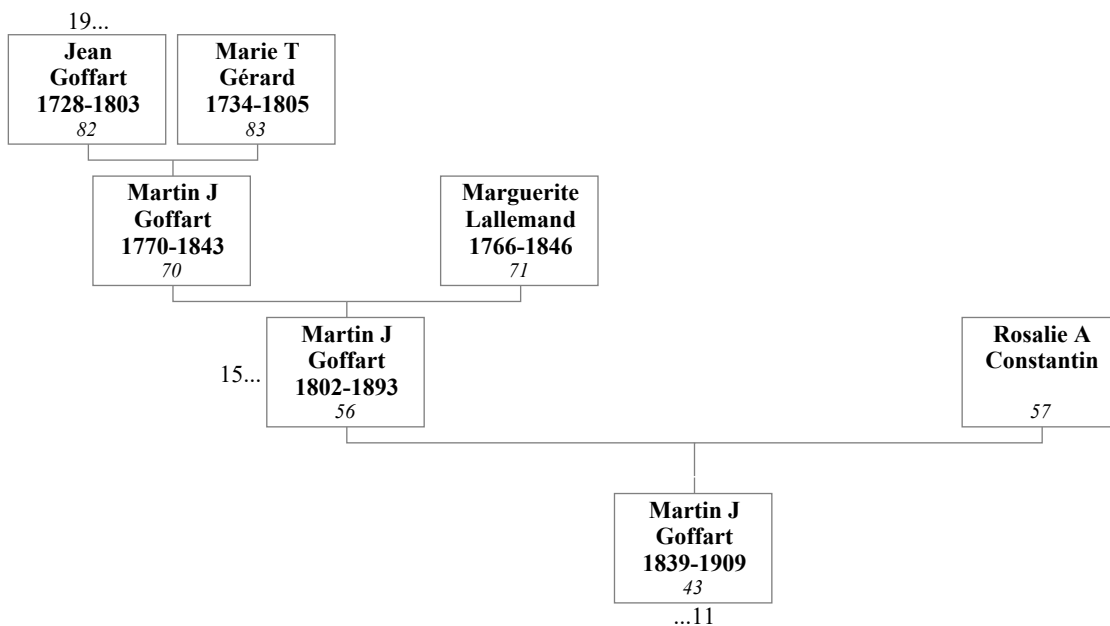 19...
Jean
Goffart
1728-1803
82
Marie T
Gérard
1734-1805
83
Martin J
Goffart
1770-1843
70
Marguerite
Lallemand
1766-1846
71
15...
Martin J
Goffart
1802-1893
56
Rosalie A
Constantin
57
Martin J
Goffart
1839-1909
43
...11